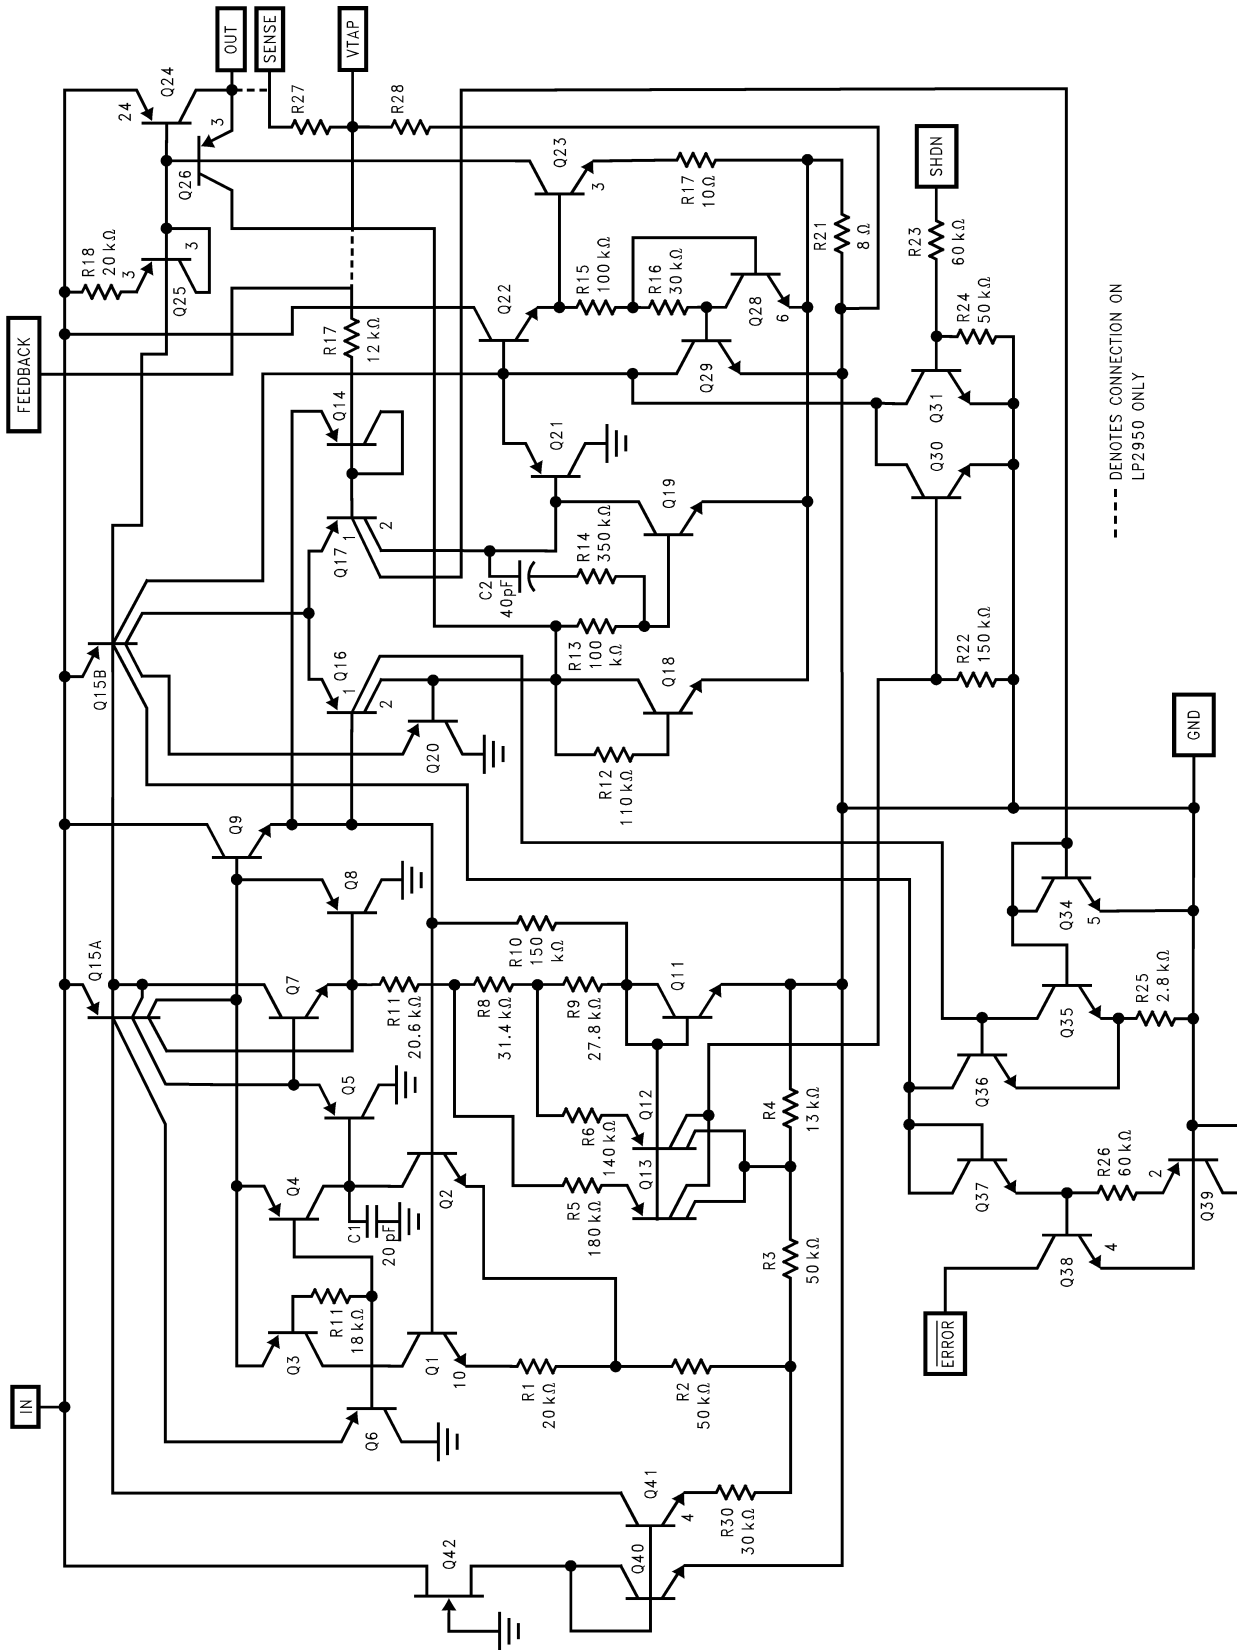 IN
FEEDBACK
OUT
SENSE
VTAP
SHDN
GND
ERROR
Q15A
Q15B
Q24
24
Q26
3
R18
20 kΩ
3
Q25
3
R27
R28
Q9
Q8
Q7
Q5
Q4
Q3
R11
18 kΩ
Q6
Q1
10
Q2
C1
20 pF
R11
20.6 kΩ
R8
31.4 kΩ
R9
27.8 kΩ
R10
150
kΩ
Q11
R6
140 kΩ
Q12
R5
180 kΩ
Q13
R1
20 kΩ
R2
50 kΩ
R3
50 kΩ
R4
13 kΩ
Q42
Q40
Q41
4
R30
30 kΩ
Q16
1
2
Q17
1
2
Q14
R17
12 kΩ
Q20
Q21
Q22
Q23
3
R17
10Ω
R12
110 kΩ
R13
100
kΩ
C2
40pF
R14
350 kΩ
Q18
Q19
R15
100 kΩ
R16
30 kΩ
Q28
6
Q29
R21
8 Ω
R23
60 kΩ
R24
50 kΩ
Q31
Q30
R22
150 kΩ
Q34
5
Q35
R25
2.8 kΩ
Q36
Q37
R26
60 kΩ
2
Q39
Q38
4
DENOTES CONNECTION ON
LP2950 ONLY